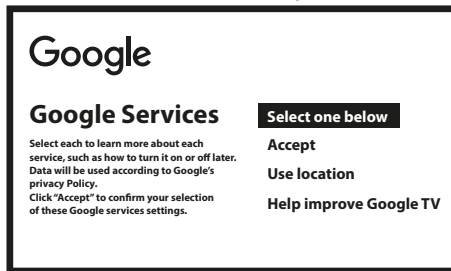 Google
Google Services
Select each to learn more about each
service, such as how to turn it on or off later.
Data will be used according to Google's
privacy Policy.
Click “Accept” to confirm your selection
of these Google services settings.
Select one below
Accept
Use location
Help improve Google TV